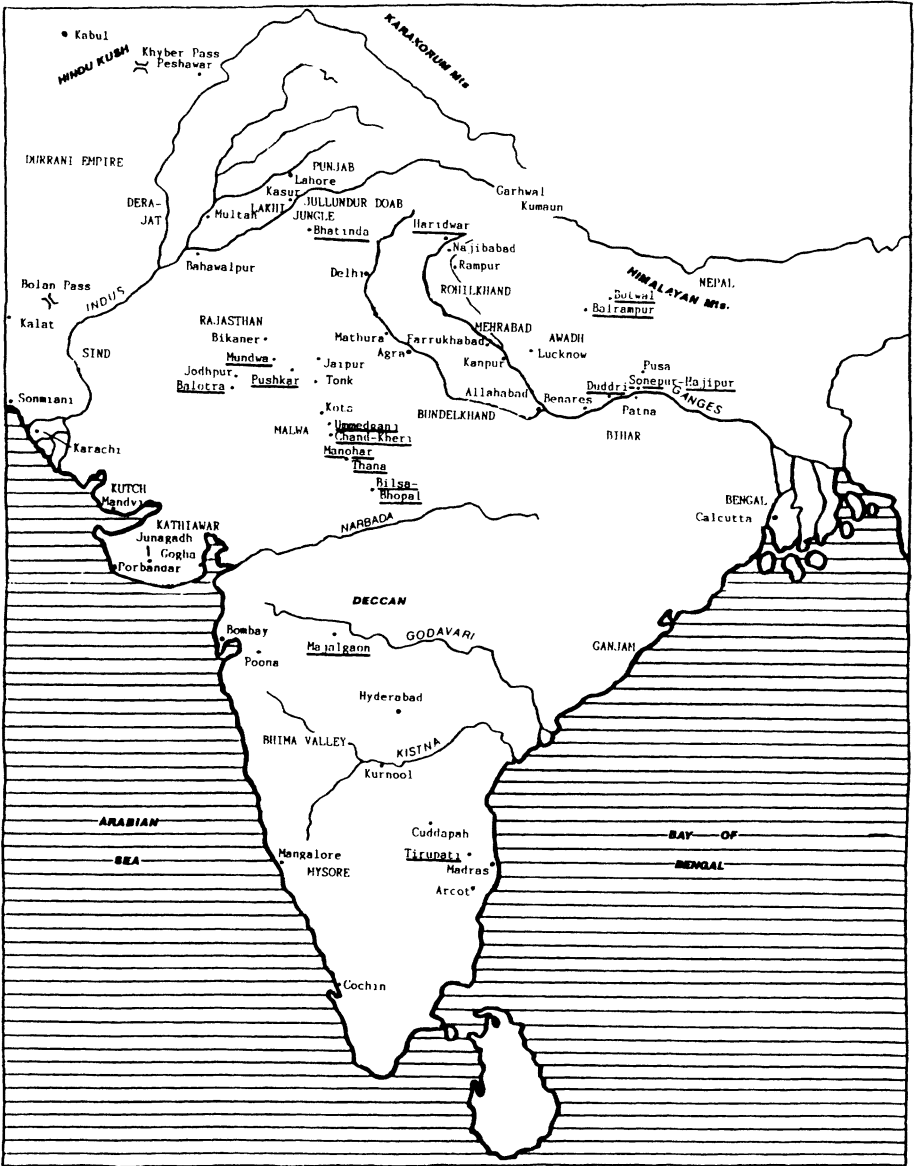 Kabul
KARAKORUM Mts
Khyber Pass
HINDU KUSH
Peshawar
DURRANI EMPIRE
PUNJAB
Lahore
Kasur
Garhwal
Kumaun
DERA-
JAT
Multan
LAKHI
JUNGLE
JULLUNDUR DOAB
Bhatinda
Haridwar
Najibabad
Rampur
Bahawalpur
Delhi
Bolan Pass
INDUS
ROHILKHAND
HIMALAYAN Mts.
NEPAL
Butwal
Balrampur
Kalat
RAJASTHAN
Bikaner
MEHRABAD
Mathura
Farrukhabad
AWADH
Lucknow
SIND
Mundwa
Agra
Kanpur
Jaipur
Jodhpur
Pushkar
Tonk
Balotra
Pusa
Duddri
Sonepur-Hajipur
GANGES
Sonmiani
Allahabad
Benares
Patna
Kota
BUNDELKHAND
Ummedganj
MALWA
Chand-Kheri
BIHAR
Karachi
Manohar
Thana
KUTCH
Mandvi
Bilsa-
Bhopal
BENGAL
Calcutta
NARBADA
KATHIAWAR
Junagadh
Gogha
Porbandar
DECCAN
Bombay
Majalgaon
GODAVARI
GANJAM
Poona
Hyderabad
BHIMA VALLEY
KISTNA
Kurnool
ARABIAN
SEA
Cuddapah
BAY OF
BENGAL
Tirupati
Mangalore
MYSORE
Madras
Arcot
Cochin